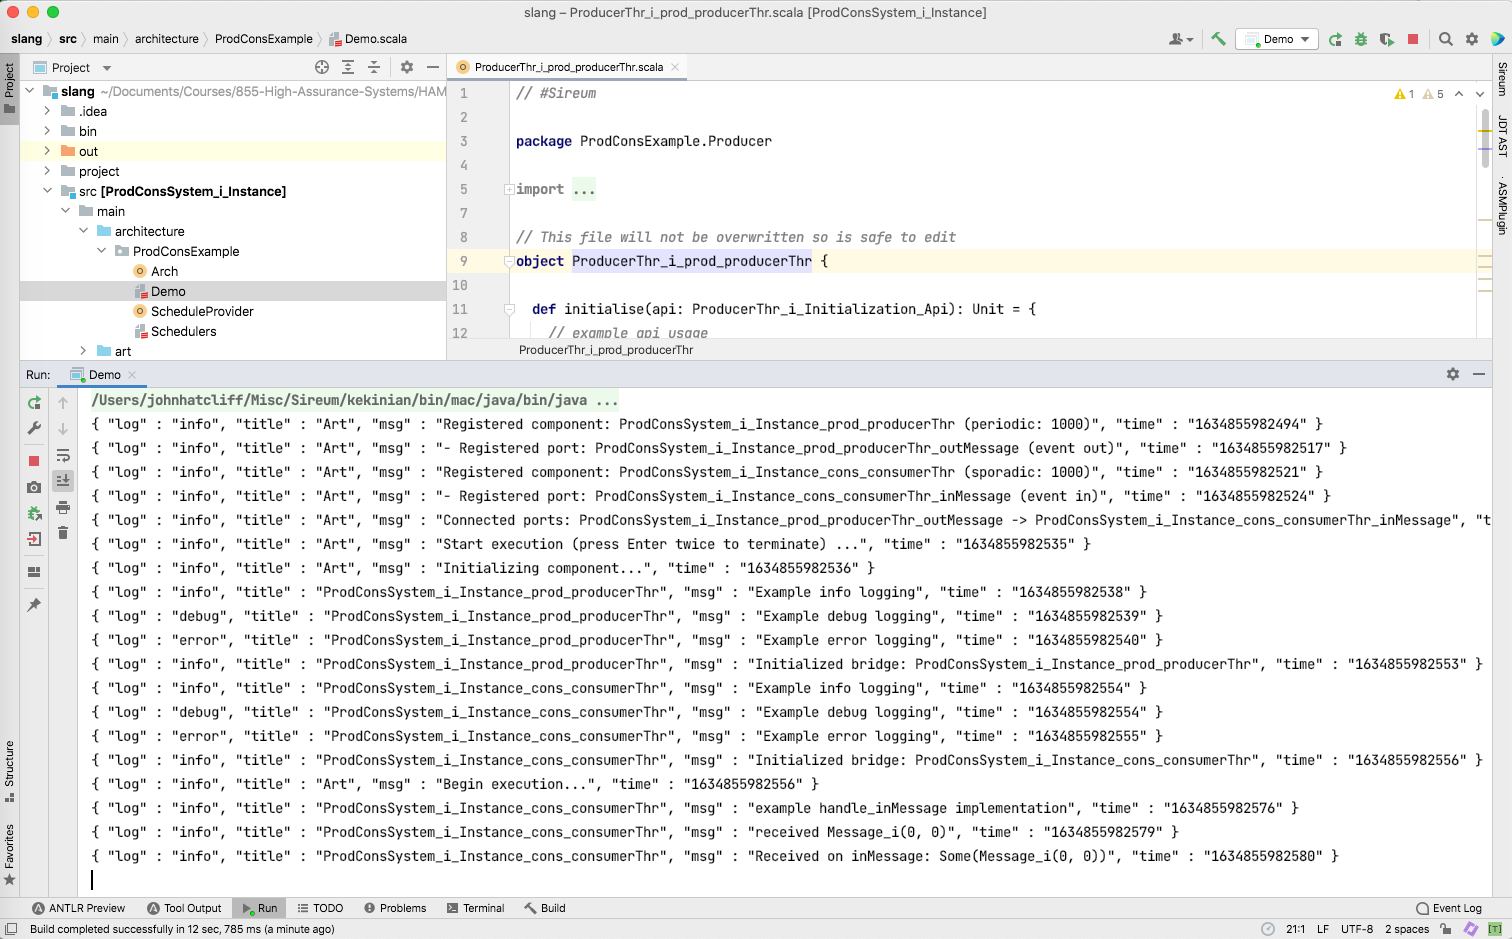 slang – ProducerThr_i_prod_producerThr.scala [ProdConsSystem_i_Instance]
slang src main architecture ProdConsExample Demo.scala
Demo
Project
ProducerThr_i_prod_producerThr.scala
Project
slang ~/Documents/Courses/855-High-Assurance-Systems/HAM
.idea
bin
out
project
src [ProdConsSystem_i_Instance]
main
architecture
ProdConsExample
Arch
Demo
ScheduleProvider
Schedulers
art
1 // #Sireum
2
3 package ProdConsExample.Producer
4
5 import ...
7
8 // This file will not be overwritten so is safe to edit
9 object ProducerThr_i_prod_producerThr {
10
11 def initialise(api: ProducerThr_i_Initialization_Api): Unit = {
12 // example api usage
1 5
ProducerThr_i_prod_producerThr
Sireum
JDT AST
ASMPlugin
Run: Demo
/Users/johnhatcliff/Misc/Sireum/kekinian/bin/mac/java/bin/java ...
{ "log" : "info", "title" : "Art", "msg" : "Registered component: ProdConsSystem_i_Instance_prod_producerThr (periodic: 1000)", "time" : "1634855982494" }
{ "log" : "info", "title" : "Art", "msg" : "- Registered port: ProdConsSystem_i_Instance_prod_producerThr_outMessage (event out)", "time" : "1634855982517" }
{ "log" : "info", "title" : "Art", "msg" : "Registered component: ProdConsSystem_i_Instance_cons_consumerThr (sporadic: 1000)", "time" : "1634855982521" }
{ "log" : "info", "title" : "Art", "msg" : "- Registered port: ProdConsSystem_i_Instance_cons_consumerThr_inMessage (event in)", "time" : "1634855982524" }
{ "log" : "info", "title" : "Art", "msg" : "Connected ports: ProdConsSystem_i_Instance_prod_producerThr_outMessage -> ProdConsSystem_i_Instance_cons_consumerThr_inMessage", "t
{ "log" : "info", "title" : "Art", "msg" : "Start execution (press Enter twice to terminate) ...", "time" : "1634855982535" }
{ "log" : "info", "title" : "Art", "msg" : "Initializing component...", "time" : "1634855982536" }
{ "log" : "info", "title" : "ProdConsSystem_i_Instance_prod_producerThr", "msg" : "Example info logging", "time" : "1634855982538" }
{ "log" : "debug", "title" : "ProdConsSystem_i_Instance_prod_producerThr", "msg" : "Example debug logging", "time" : "1634855982539" }
{ "log" : "error", "title" : "ProdConsSystem_i_Instance_prod_producerThr", "msg" : "Example error logging", "time" : "1634855982540" }
{ "log" : "info", "title" : "ProdConsSystem_i_Instance_prod_producerThr", "msg" : "Initialized bridge: ProdConsSystem_i_Instance_prod_producerThr", "time" : "1634855982553" }
{ "log" : "info", "title" : "ProdConsSystem_i_Instance_cons_consumerThr", "msg" : "Example info logging", "time" : "1634855982554" }
{ "log" : "debug", "title" : "ProdConsSystem_i_Instance_cons_consumerThr", "msg" : "Example debug logging", "time" : "1634855982554" }
{ "log" : "error", "title" : "ProdConsSystem_i_Instance_cons_consumerThr", "msg" : "Example error logging", "time" : "1634855982555" }
{ "log" : "info", "title" : "ProdConsSystem_i_Instance_cons_consumerThr", "msg" : "Initialized bridge: ProdConsSystem_i_Instance_cons_consumerThr", "time" : "1634855982556" }
{ "log" : "info", "title" : "Art", "msg" : "Begin execution...", "time" : "1634855982556" }
{ "log" : "info", "title" : "ProdConsSystem_i_Instance_cons_consumerThr", "msg" : "example handle_inMessage implementation", "time" : "1634855982576" }
{ "log" : "info", "title" : "ProdConsSystem_i_Instance_cons_consumerThr", "msg" : "received Message_i(0, 0)", "time" : "1634855982579" }
{ "log" : "info", "title" : "ProdConsSystem_i_Instance_cons_consumerThr", "msg" : "Received on inMessage: Some(Message_i(0, 0))", "time" : "1634855982580" }
Structure
Favorites
ANTLR Preview Tool Output Run TODO Problems Terminal Build Event Log
Build completed successfully in 12 sec, 785 ms (a minute ago) 21:1 LF UTF-8 2 spaces [T]